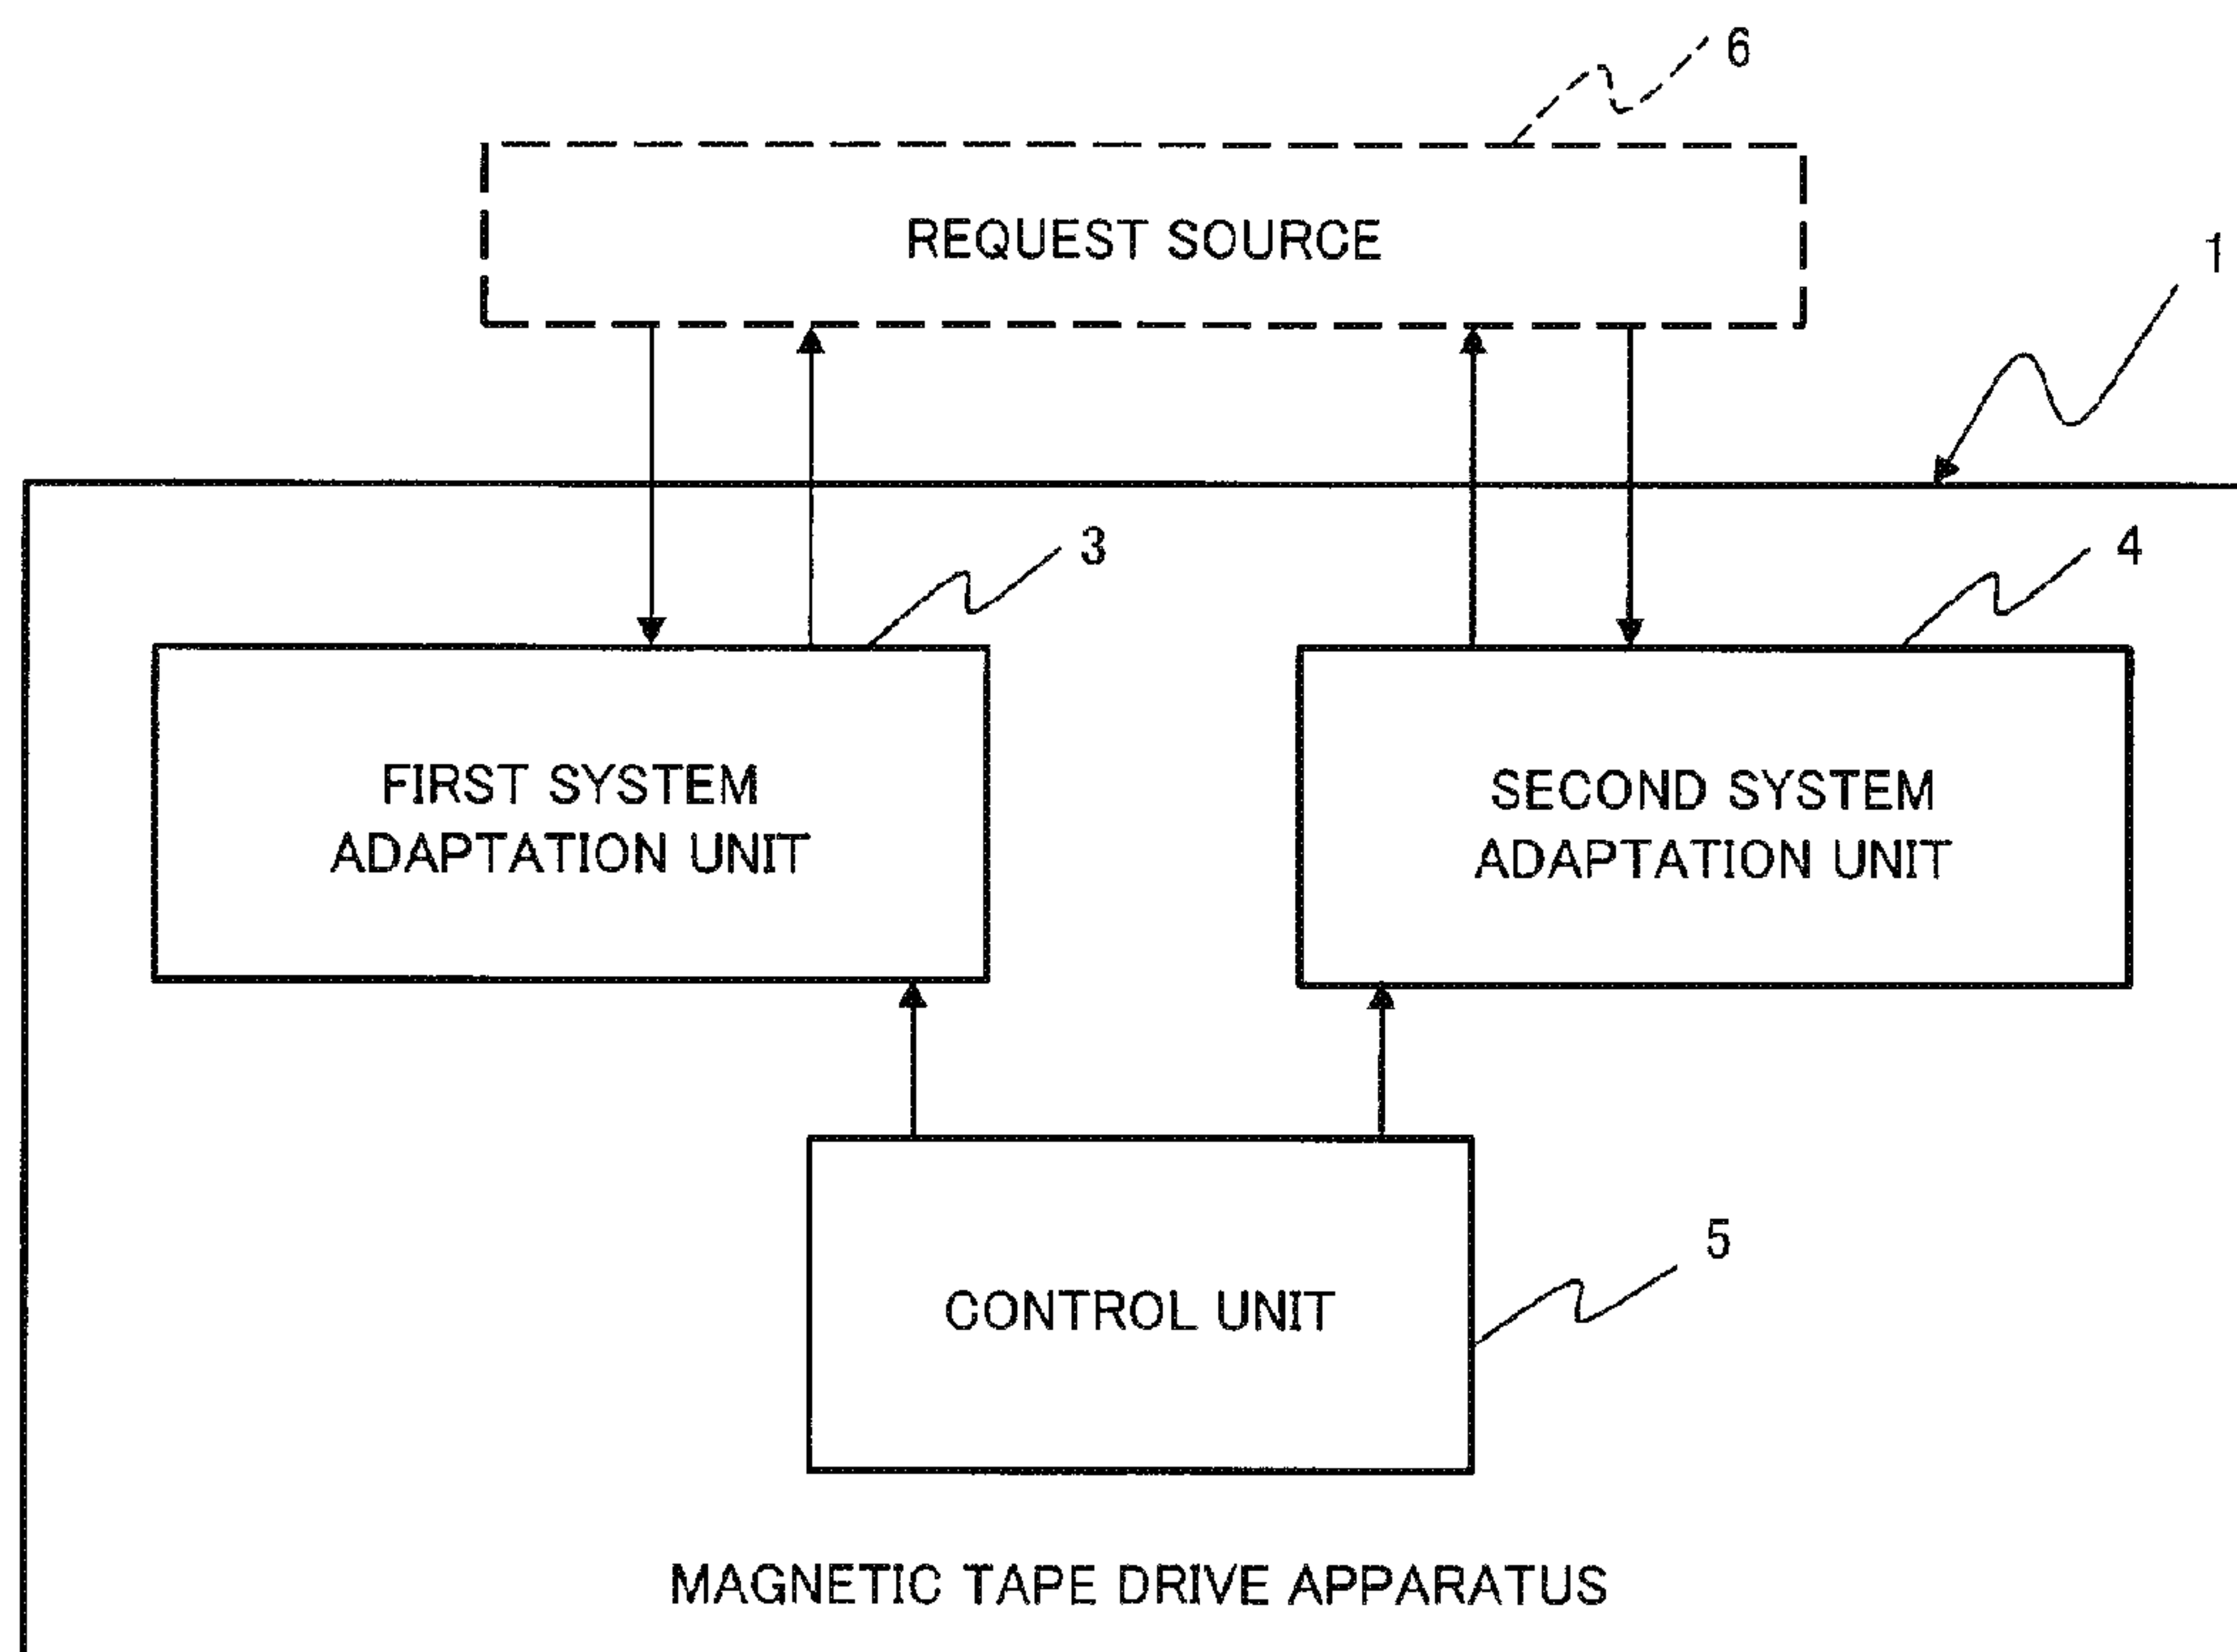 6
REQUEST SOURCE
1
3
4
FIRST SYSTEM
ADAPTATION UNIT
SECOND SYSTEM
ADAPTATION UNIT
5
CONTROL UNIT
MAGNETIC TAPE DRIVE APPARATUS